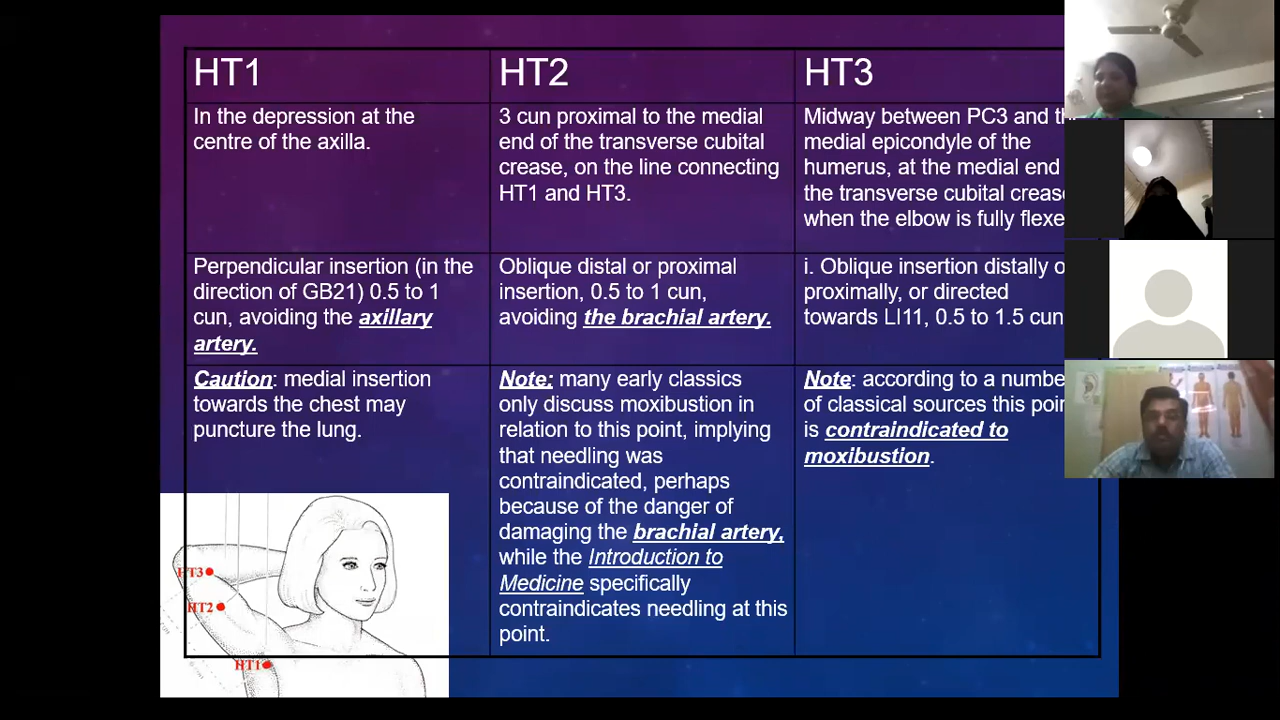 HT1
HT2
HT3
In the depression at the
centre of the axilla.
3 cun proximal to the medial
end of the transverse cubital
crease, on the line connecting
HT1 and HT3.
Midway between PC3 and
medial epicondyle of the
humerus, at the medial end
the transverse cubital
when the elbow is fully
Perpendicular insertion (in the
direction of GB21) 0.5 to 1
cun, avoiding the axillary
artery.
Oblique distal or proximal
insertion, 0.5 to 1 cun,
avoiding the brachial artery.
i. Oblique insertion distally
proximally, or directed
towards LI11, 0.5 to 1.5 cun
Caution: medial insertion
towards the chest may
puncture the lung.
Note: many early classics
only discuss moxibustion in
relation to this point, implying
that needling was
contraindicated, perhaps
because of the danger of
damaging the brachial artery,
while the Introduction to
Medicine specifically
contraindicates needling at this
point.
Note: according to a
of classical sources this
is contraindicated to
moxibustion.
HT3
HT2
HT1